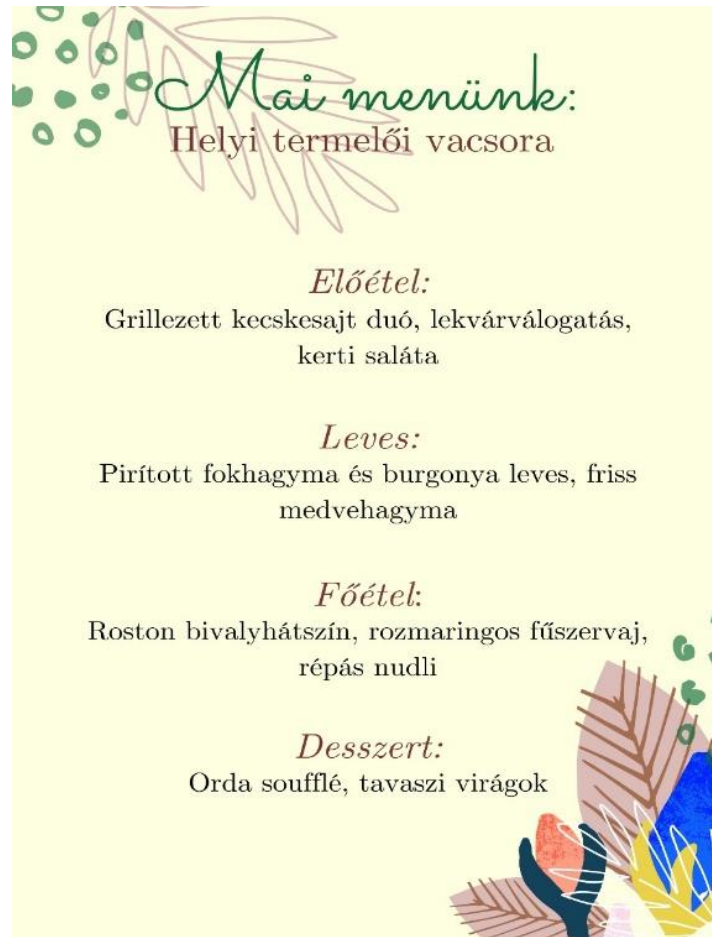 Mai menünk:
Helyi termelői vacsora
Előétel:
Grillezett kecskesajt duó, lekvárválogatás,
kerti saláta
Leves:
Pirított fokhagyma és burgonya leves, friss
medvehagyma
Főétel:
Roston bivalyhátszín, rozmaringos fűszervaj,
répás nudli
Desszert:
Orda soufflé, tavaszi virágok